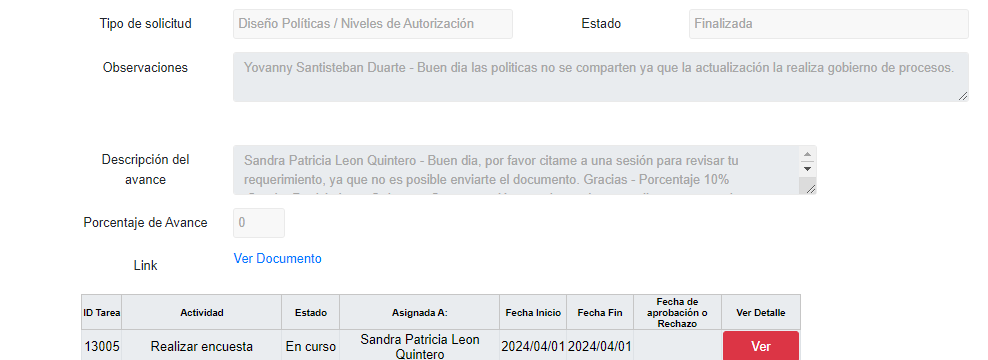 Tipo de solicitud Diseño Políticas / Niveles de Autorización Estado Finalizada
Observaciones Yovanny Santisteban Duarte - Buen dia las politicas no se comparten ya que la actualización la realiza gobierno de procesos.
Descripción del avance
Sandra Patricia Leon Quintero - Buen dia, por favor citame a una sesión para revisar tu
requerimiento, ya que no es posible enviarte el documento. Gracias - Porcentaje 10%
Porcentaje de Avance 0
Link Ver Documento
ID Tarea Actividad Estado Asignada A: Fecha Inicio Fecha Fin Fecha de aprobación o Rechazo Ver Detalle
13005 Realizar encuesta En curso Sandra Patricia Leon Quintero 2024/04/01 2024/04/01 Ver